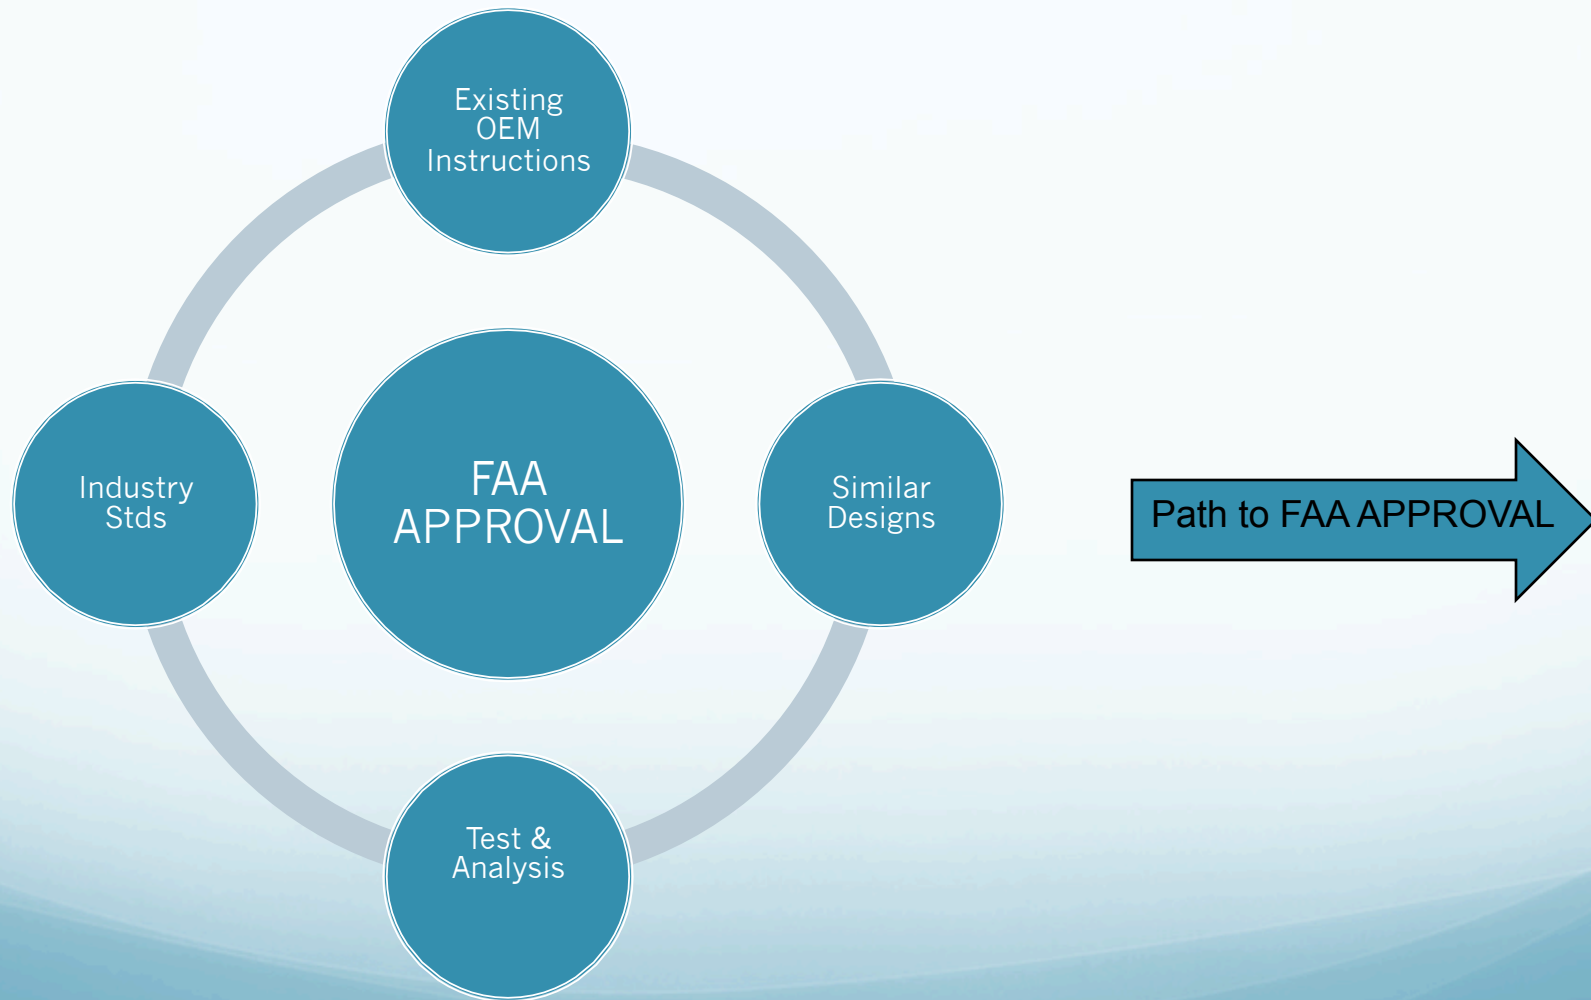 Existing
OEM
Instructions
Industry
Stds
FAA
APPROVAL
Similar
Designs
Path to FAA APPROVAL
Test &
Analysis